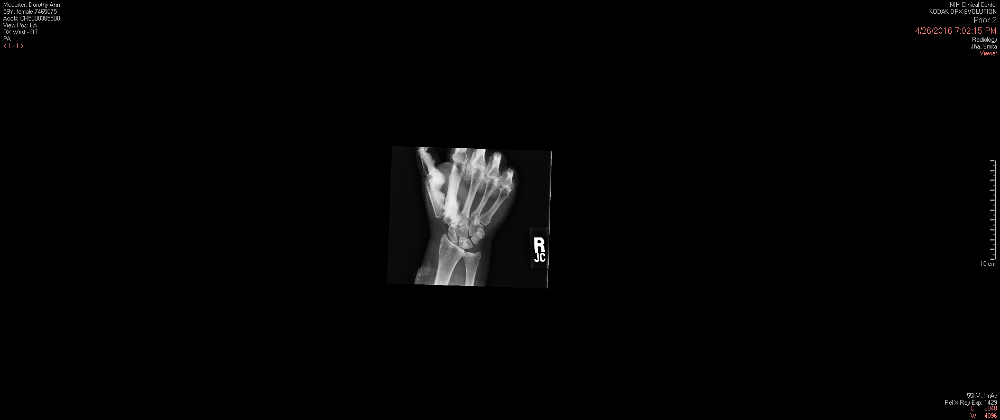 Mccarter, Dorothy Ann
59Y, female,7465075
Acc#: CR5000385500
View Pos: PA
DX Wrist - RT
PA
< 1 - 1 >
NIH Clinical Center
KODAK DRX-EVOLUTION
Prior 2
4/26/2016 7:02:15 PM
Radiology
Jha, Smita
Viewer
R
JC
10 cm
55kV, 1mAs
Rel X Ray Exp: 1429
C 2048
W 4096